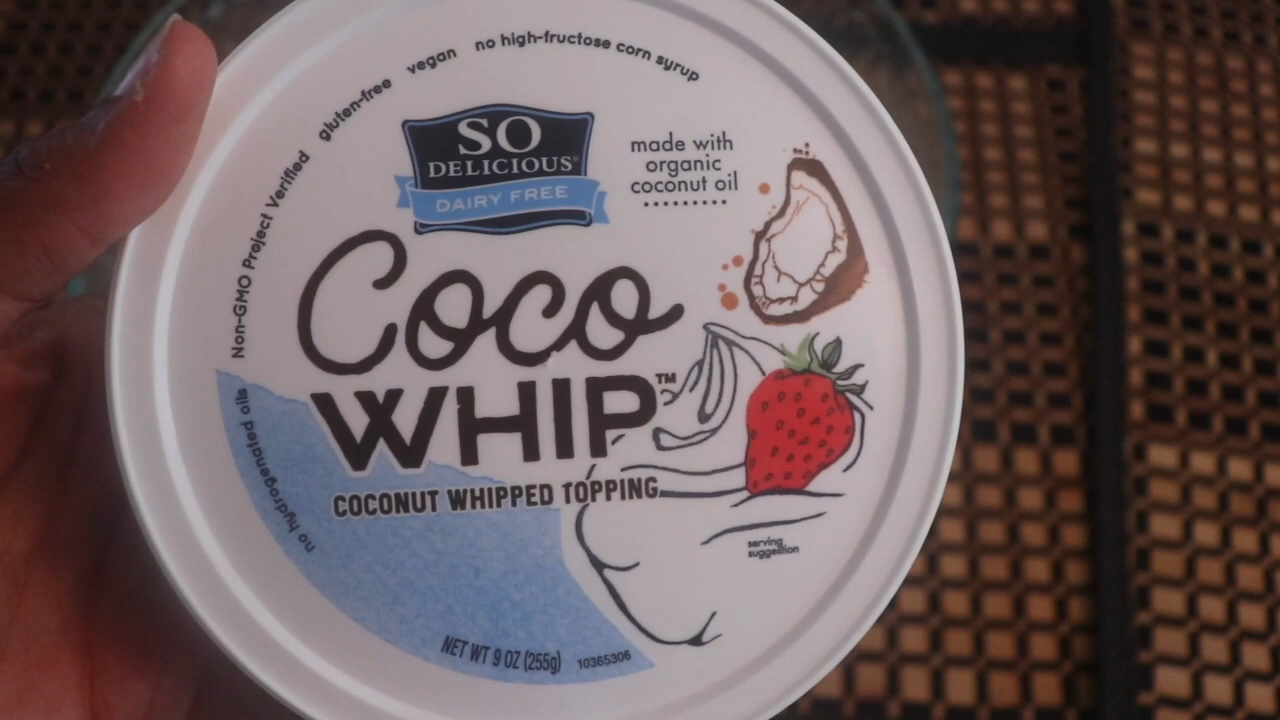 no hydrogenated oils Non-GMO Project Verified gluten-free vegan no high-fructose corn syrup
SO
DELICIOUS®
DAIRY FREE
made with
organic
coconut oil
Coco
WHIP™
COCONUT WHIPPED TOPPING
serving
suggestion
NET WT 9 OZ (255g) 10365306